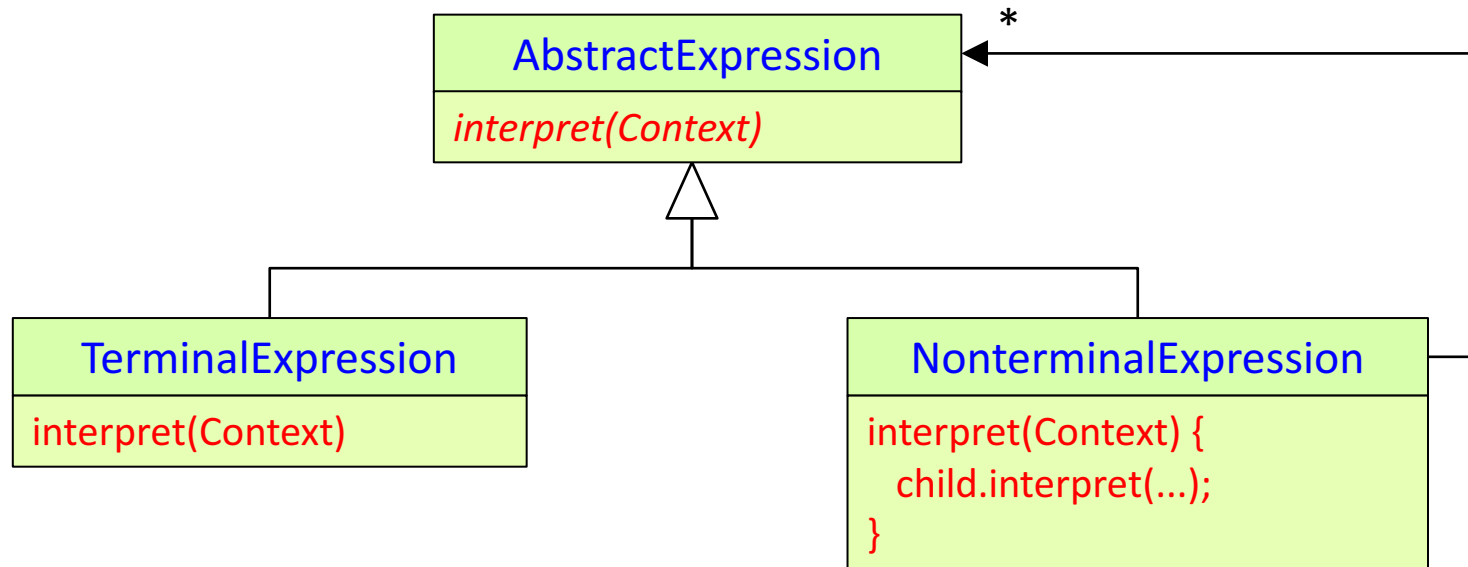 *
AbstractExpression
interpret(Context)
TerminalExpression
interpret(Context)
NonterminalExpression
interpret(Context) {
child.interpret(...);
}